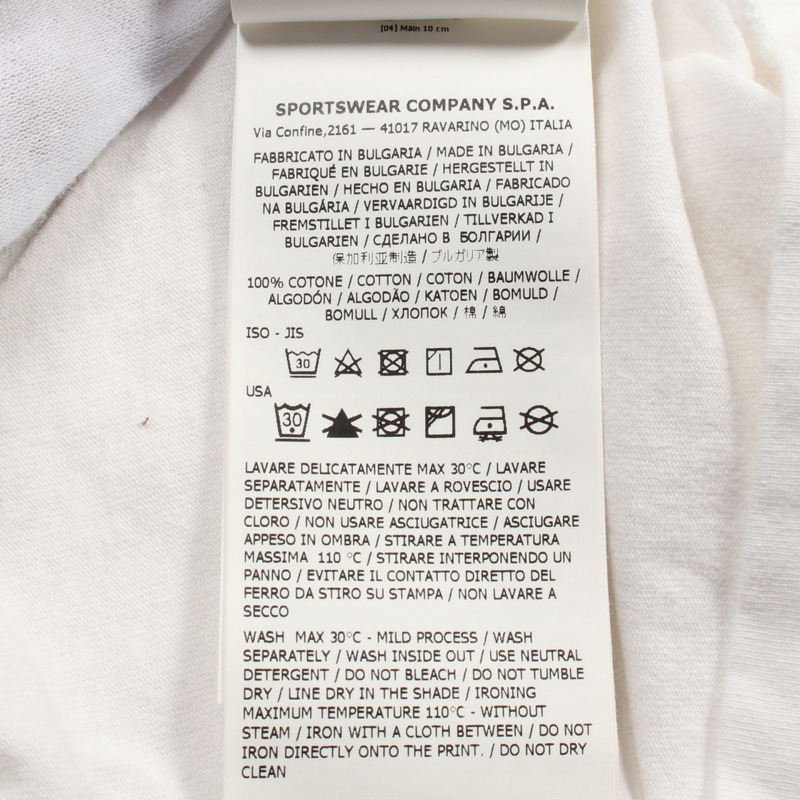 [04] Main 10 cm
SPORTSWEAR COMPANY S.P.A.
Via Confine,2161 — 41017 RAVARINO (MO) ITALIA
FABBRICATO IN BULGARIA / MADE IN BULGARIA /
FABRIQUÉ EN BULGARIE / HERGESTELLT IN
BULGARIEN / HECHO EN BULGARIA / FABRICADO
NA BULGÁRIA / VERVAARDIGD IN BULGARIJE /
FREMSTILLET I BULGARIEN / TILLVERKAD I
BULGARIEN / СДЕЛАНО В БОЛГАРИИ /
保加利亚制造 / ブルガリア製
100% COTONE / COTTON / COTON / BAUMWOLLE /
ALGODÓN / ALGODÃO / KATOEN / BOMULD /
BOMULL / ХЛОПОК / 棉 / 綿
ISO - JIS
30
USA
30
LAVARE DELICATAMENTE MAX 30°C / LAVARE
SEPARATAMENTE / LAVARE A ROVESCIO / USARE
DETERSIVO NEUTRO / NON TRATTARE CON
CLORO / NON USARE ASCIUGATRICE / ASCIUGARE
APPESO IN OMBRA / STIRARE A TEMPERATURA
MASSIMA 110 °C / STIRARE INTERPONENDO UN
PANNO / EVITARE IL CONTATTO DIRETTO DEL
FERRO DA STIRO SU STAMPA / NON LAVARE A
SECCO
WASH MAX 30°C - MILD PROCESS / WASH
SEPARATELY / WASH INSIDE OUT / USE NEUTRAL
DETERGENT / DO NOT BLEACH / DO NOT TUMBLE
DRY / LINE DRY IN THE SHADE / IRONING
MAXIMUM TEMPERATURE 110°C - WITHOUT
STEAM / IRON WITH A CLOTH BETWEEN / DO NOT
IRON DIRECTLY ONTO THE PRINT. / DO NOT DRY
CLEAN